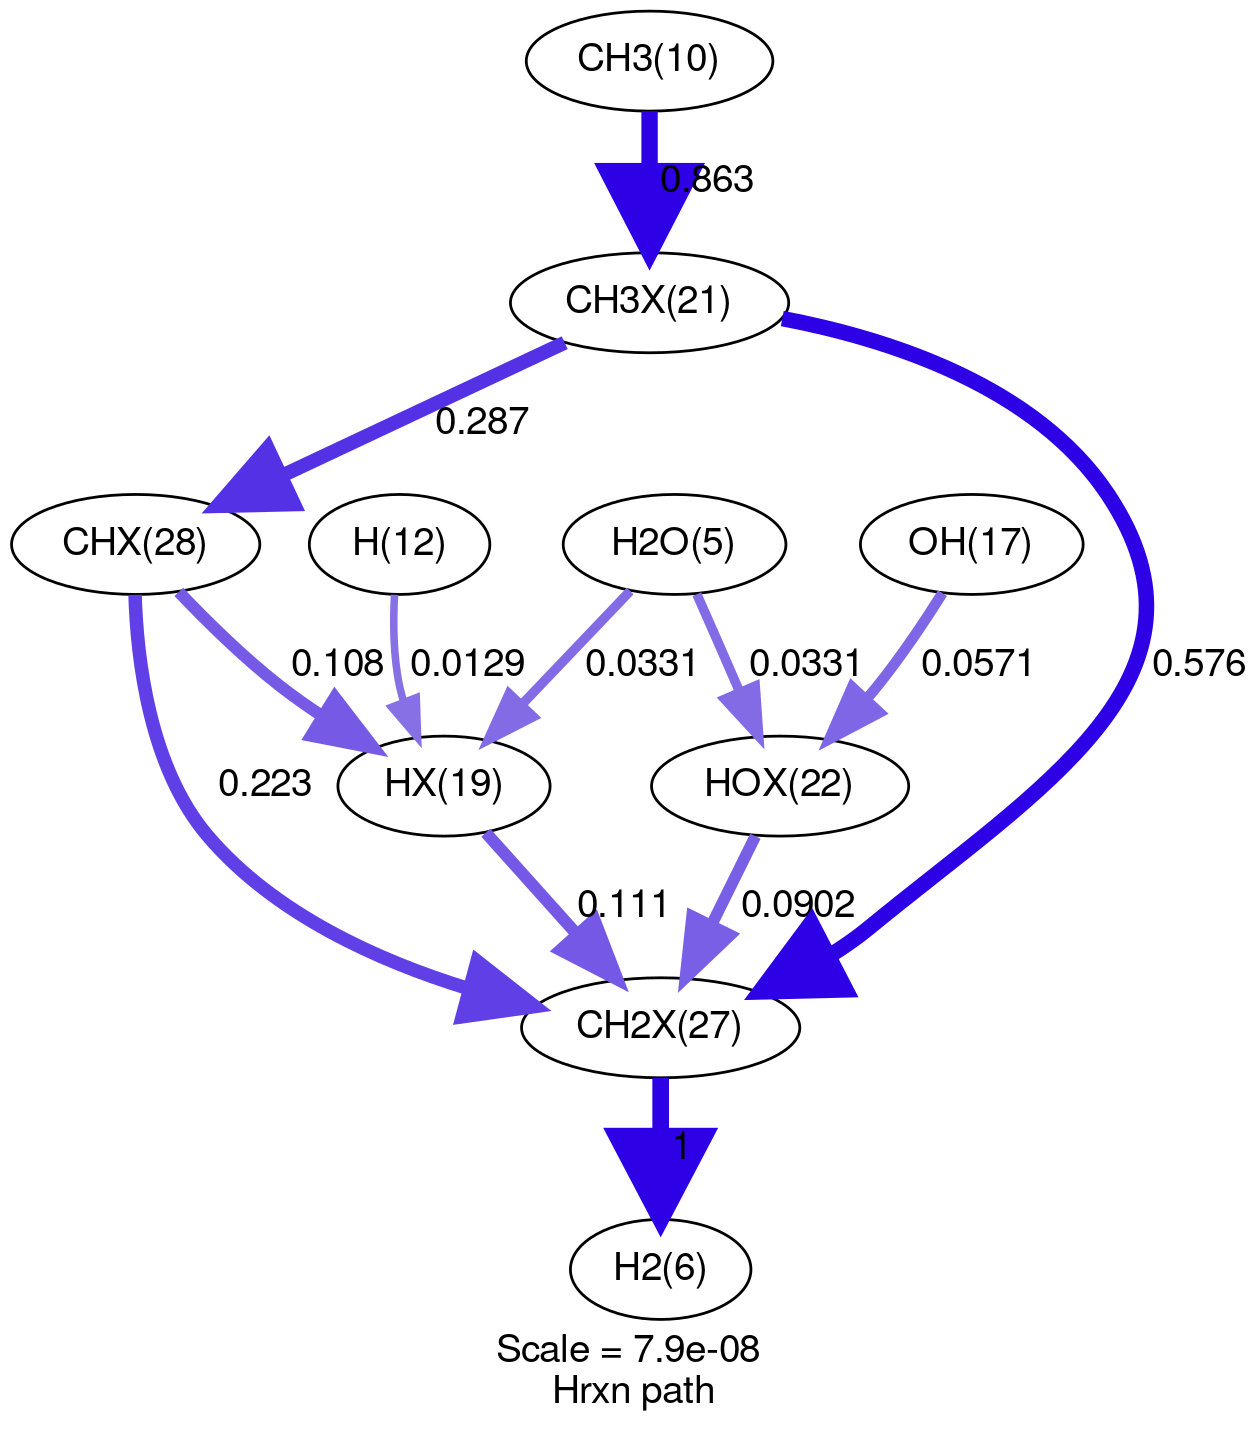 CH3(10)
0.863
CH3X(21)
0.287
CHX(28)
H(12)
H2O(5)
OH(17)
0.108
0.0129
0.0331
0.0331
0.0571
0.576
0.223
HX(19)
HOX(22)
0.111
0.0902
CH2X(27)
1
H2(6)
Scale = 7.9e-08
Hrxn path